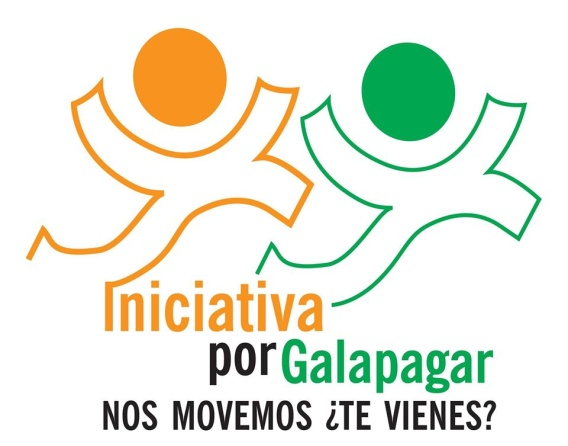 Iniciativa
por Galapagar
NOS MOVEMOS ¿TE VIENES?